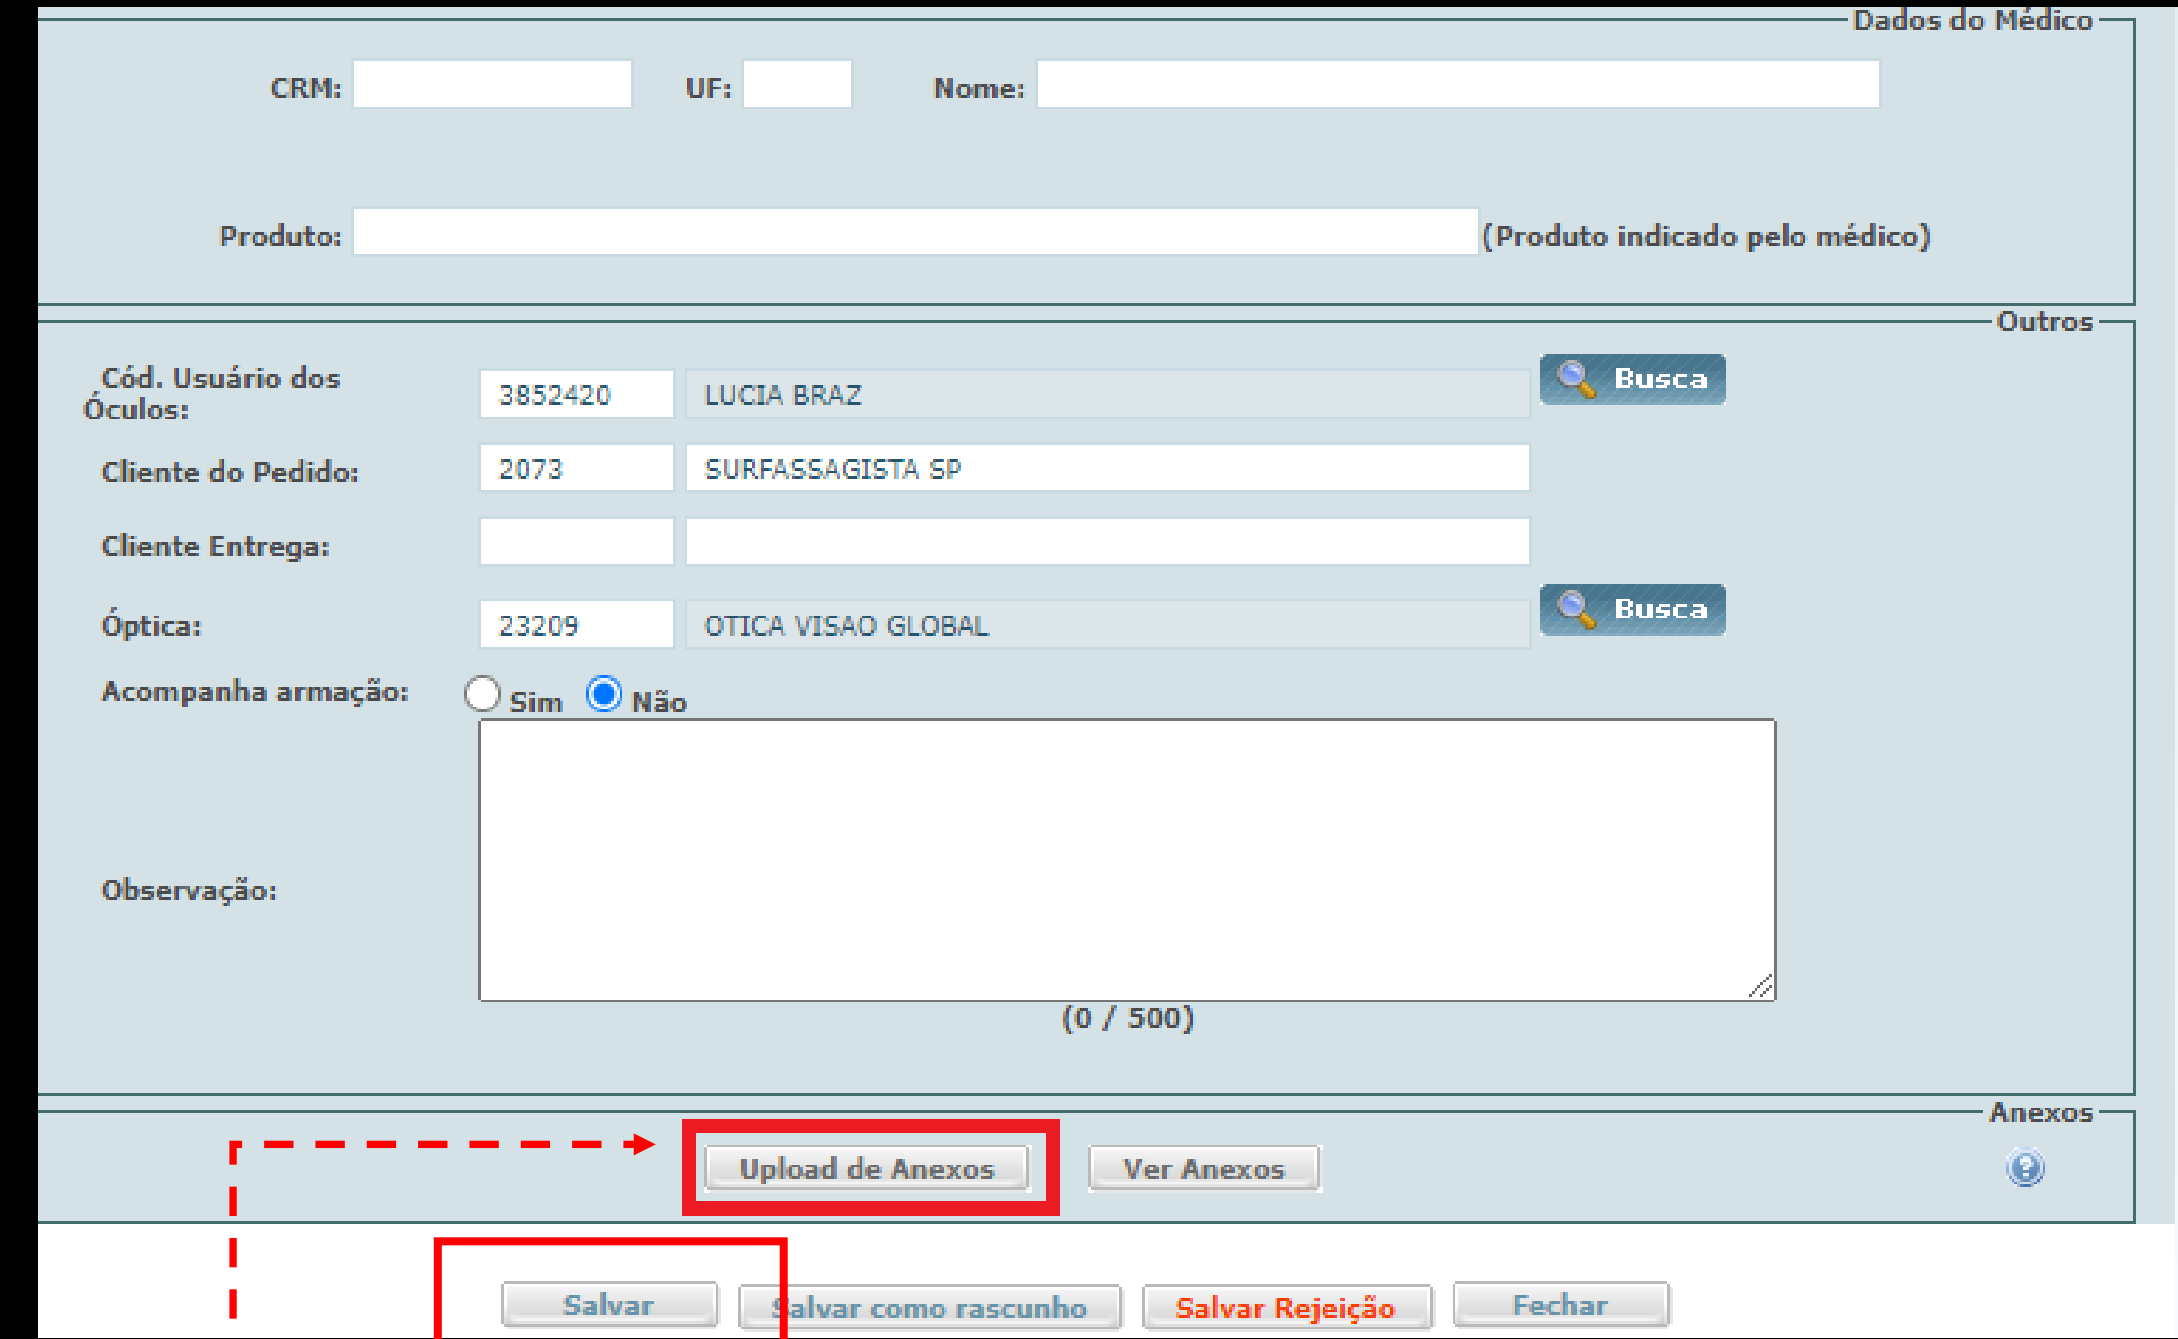 Dados do Médico
CRM: UF: Nome:
Produto: (Produto indicado pelo médico)
Outros
Cód. Usuário dos
Óculos: 3852420 LUCIA BRAZ Busca
Cliente do Pedido: 2073 SURFASSAGISTA SP
Cliente Entrega:
Óptica: 23209 OTICA VISAO GLOBAL Busca
Acompanha armação: Sim Não
Observação:
(0 / 500)
Anexos
Upload de Anexos Ver Anexos
Salvar Salvar como rascunho Salvar Rejeição Fechar